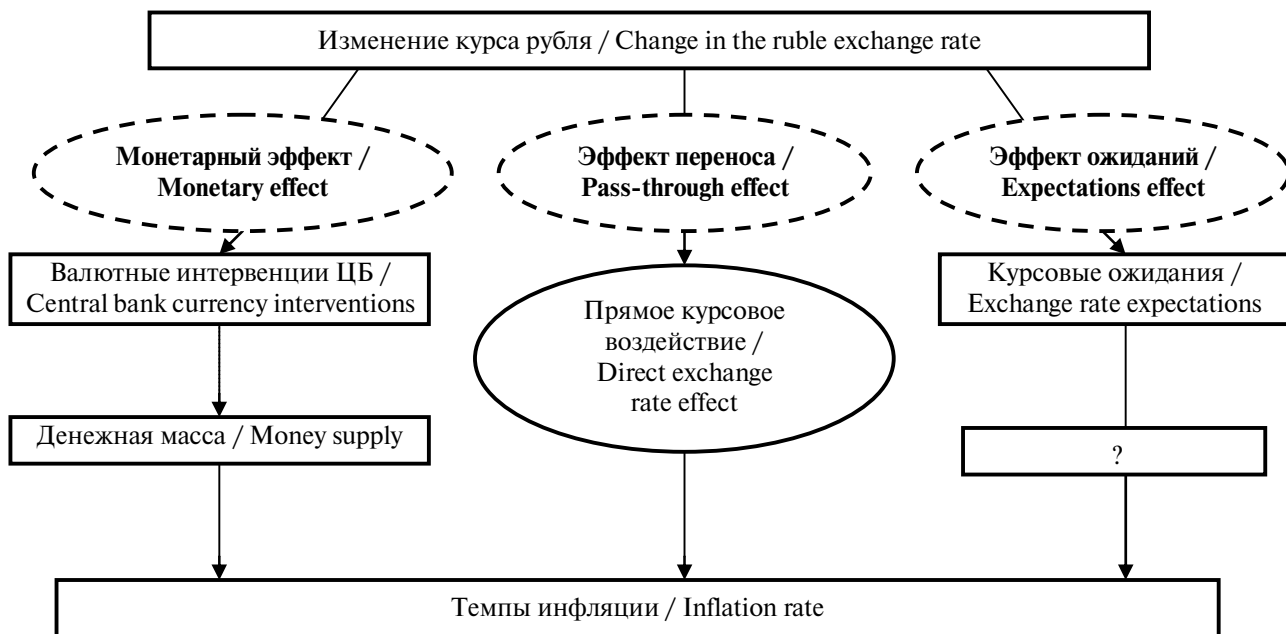 Изменение курса рубля / Change in the ruble exchange rate
Монетарный эффект /
Monetary effect
Эффект переноса /
Pass-through effect
Эффект ожиданий /
Expectations effect
Валютные интервенции ЦБ /
Central bank currency interventions
Прямое курсовое
воздействие /
Direct exchange
rate effect
Курсовые ожидания /
Exchange rate expectations
Денежная масса / Money supply
?
Темпы инфляции / Inflation rate